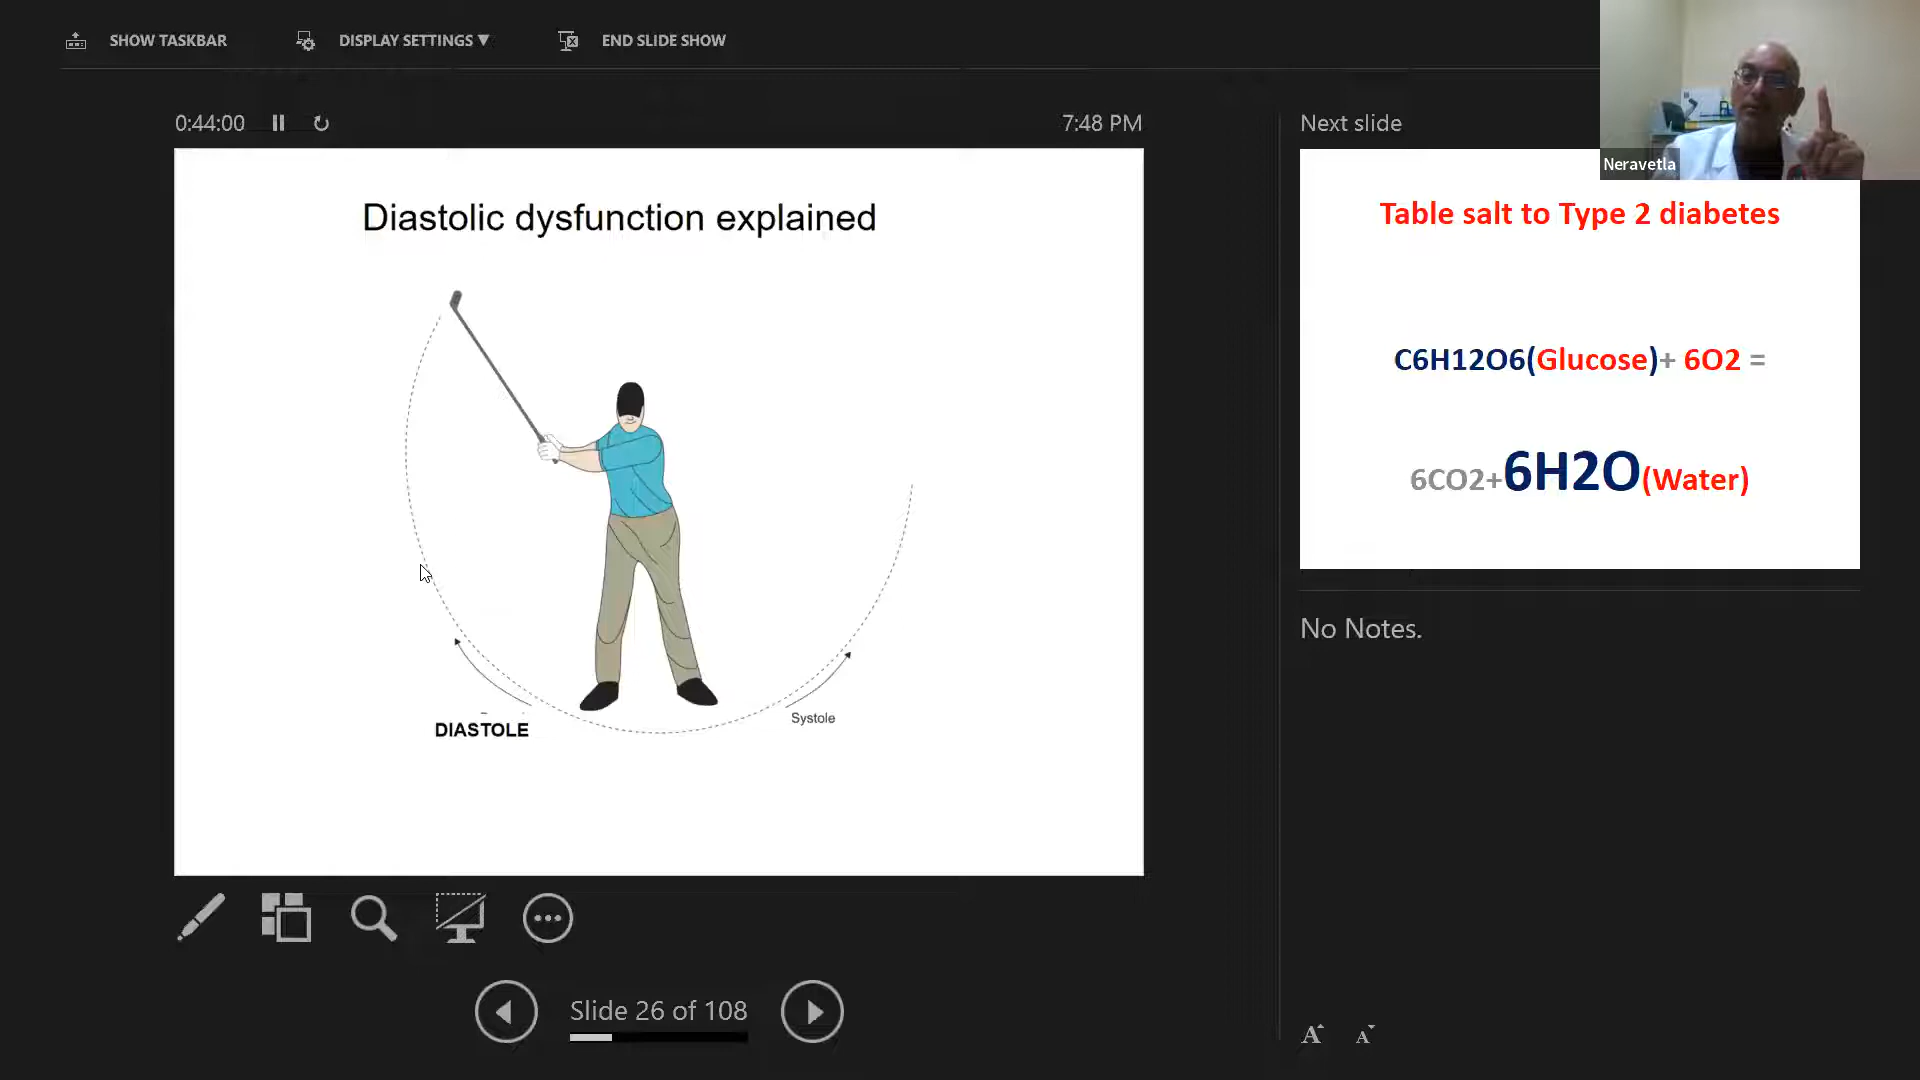 SHOW TASKBAR
DISPLAY SETTINGS ▼
END SLIDE SHOW
0:44:00
7:48 PM
Diastolic dysfunction explained
DIASTOLE
Systole
Slide 26 of 108
Next slide
Neravetla
Table salt to Type 2 diabetes
C6H12O6(Glucose)+ 6O2 =
6CO2+6H2O(Water)
No Notes.
A A